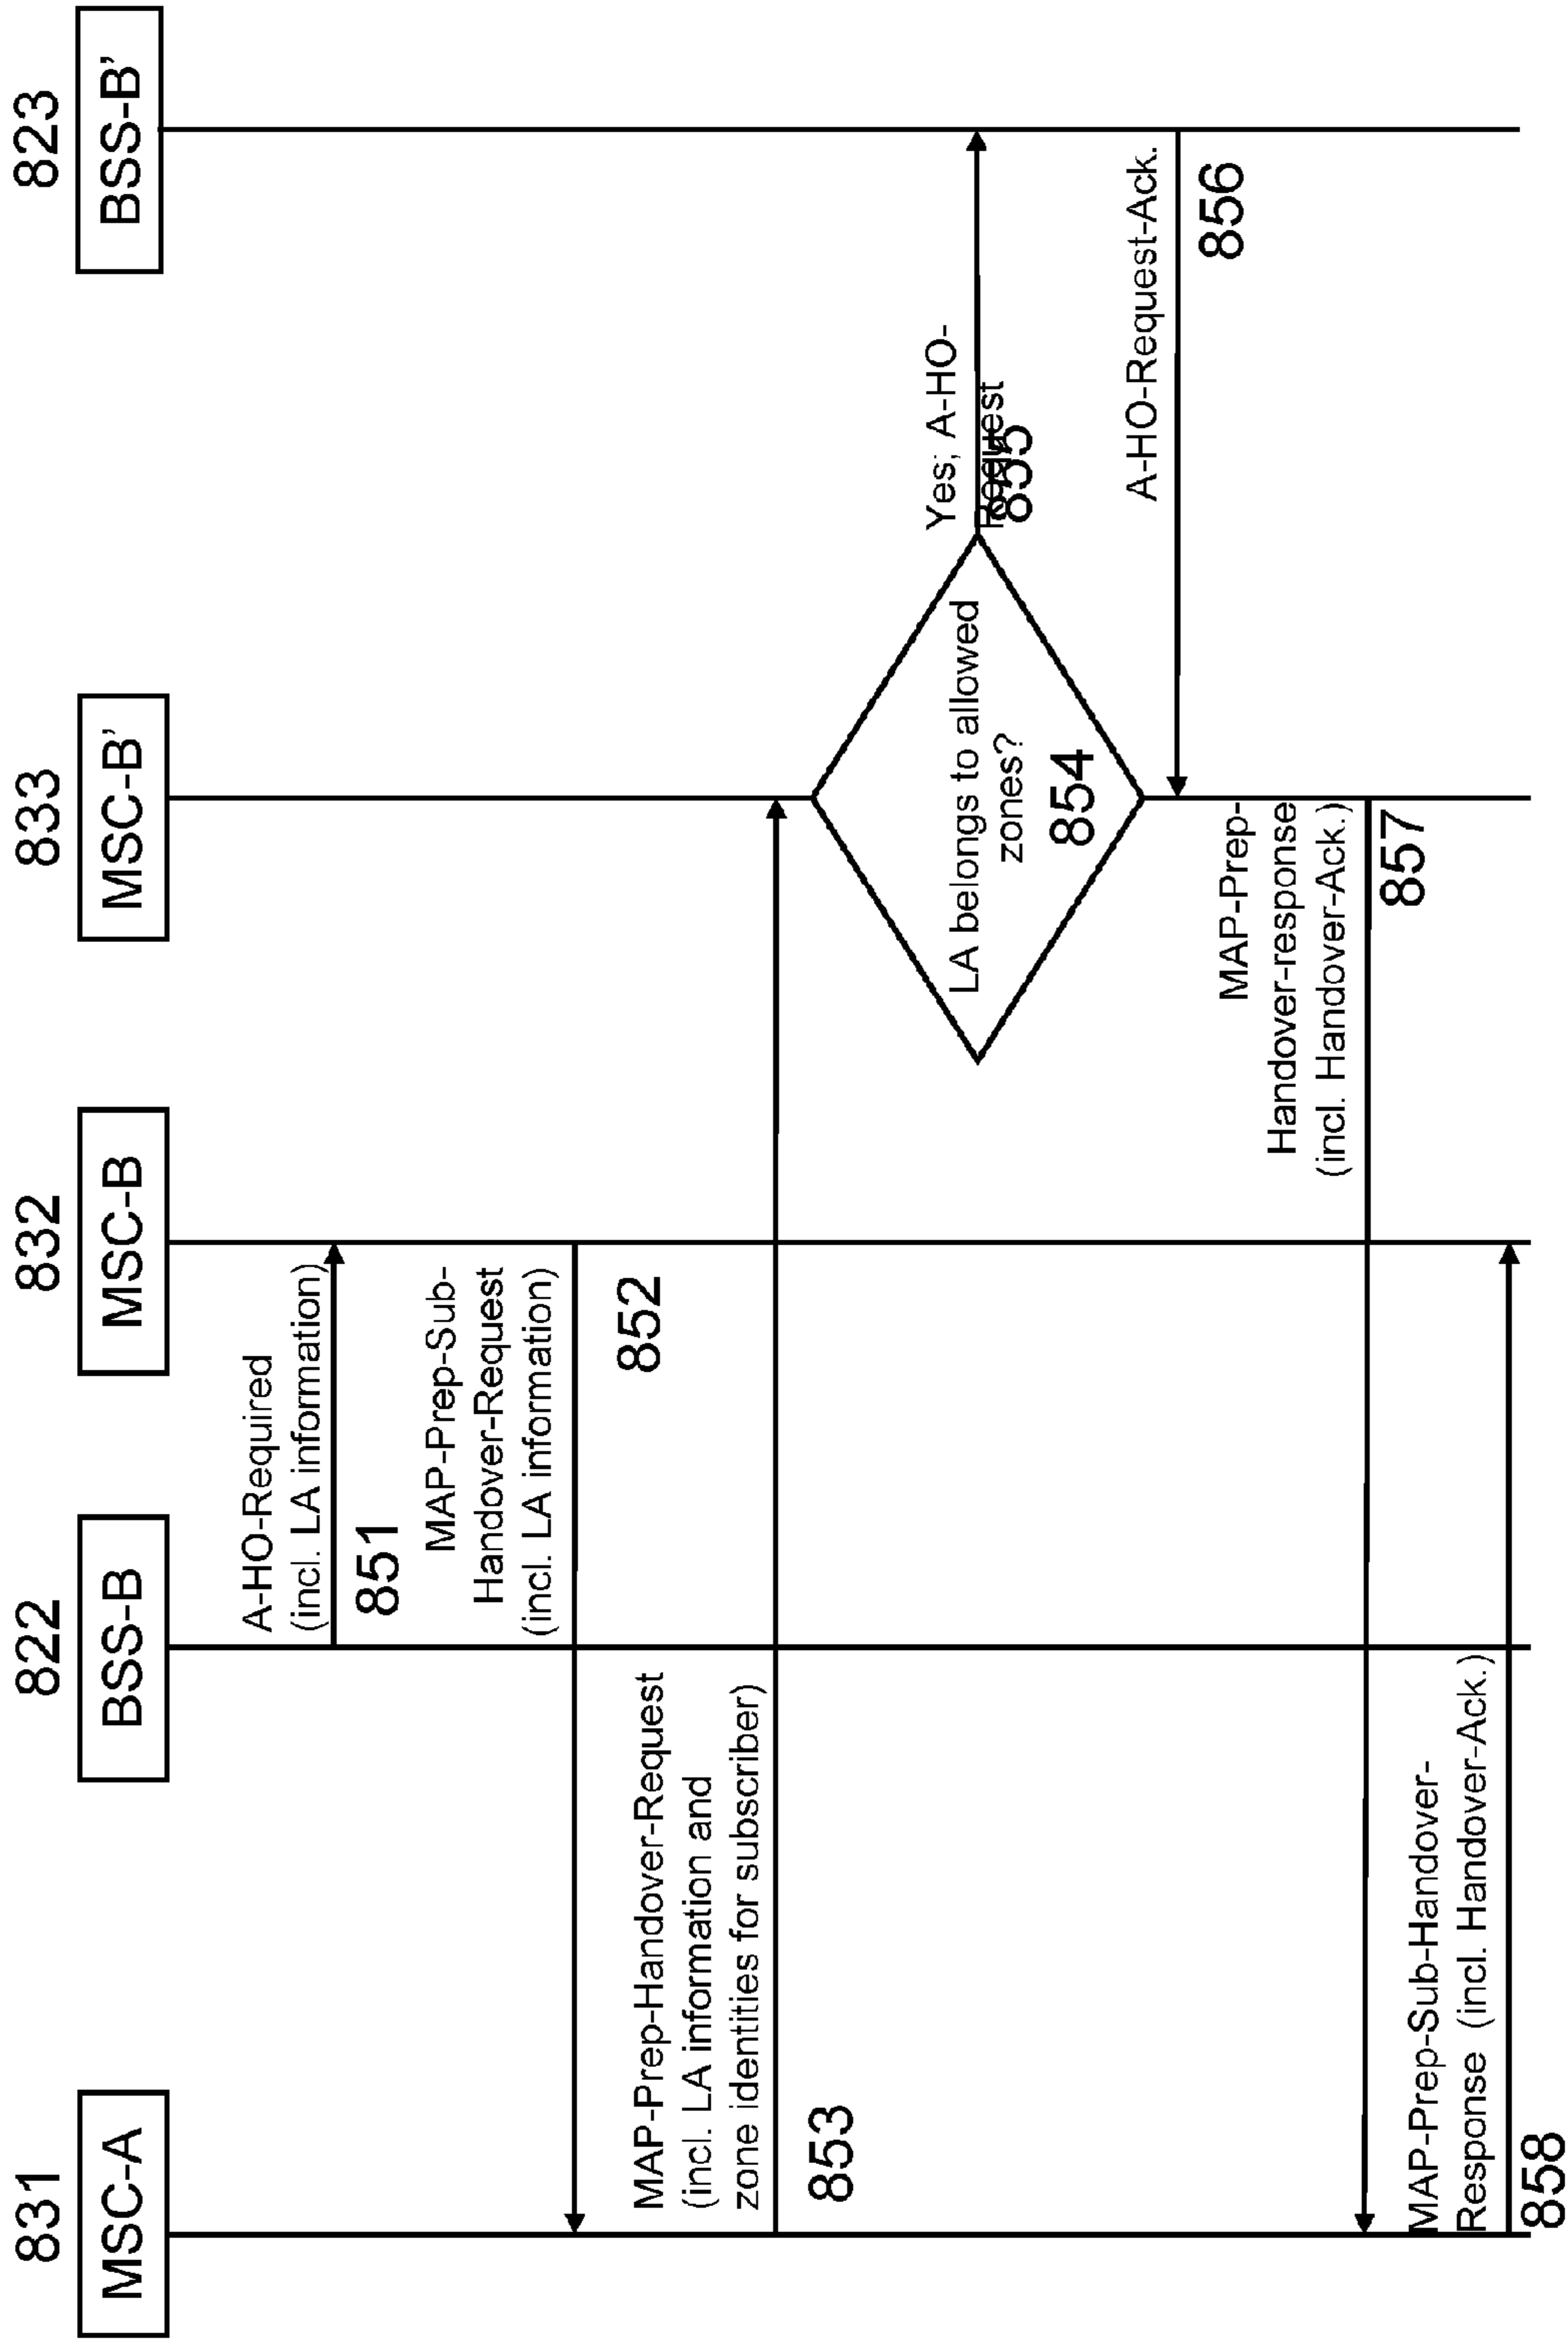 831
822
832
833
823
MSC-A
BSS-B
MSC-B
MSC-B'
BSS-B'
A-HO-Required
(incl. LA information)
851
MAP-Prep-Sub-
Handover-Request
(incl. LA information)
852
MAP-Prep-Handover-Request
(incl. LA information and
zone identities for subscriber)
853
LA belongs to allowed
zones?
854
Yes; A-HO-
Request
855
A-HO-Request-Ack.
856
MAP-Prep-
Handover-response
(incl. Handover-Ack.)
857
MAP-Prep-Sub-Handover-
Response (incl. Handover-Ack.)
858